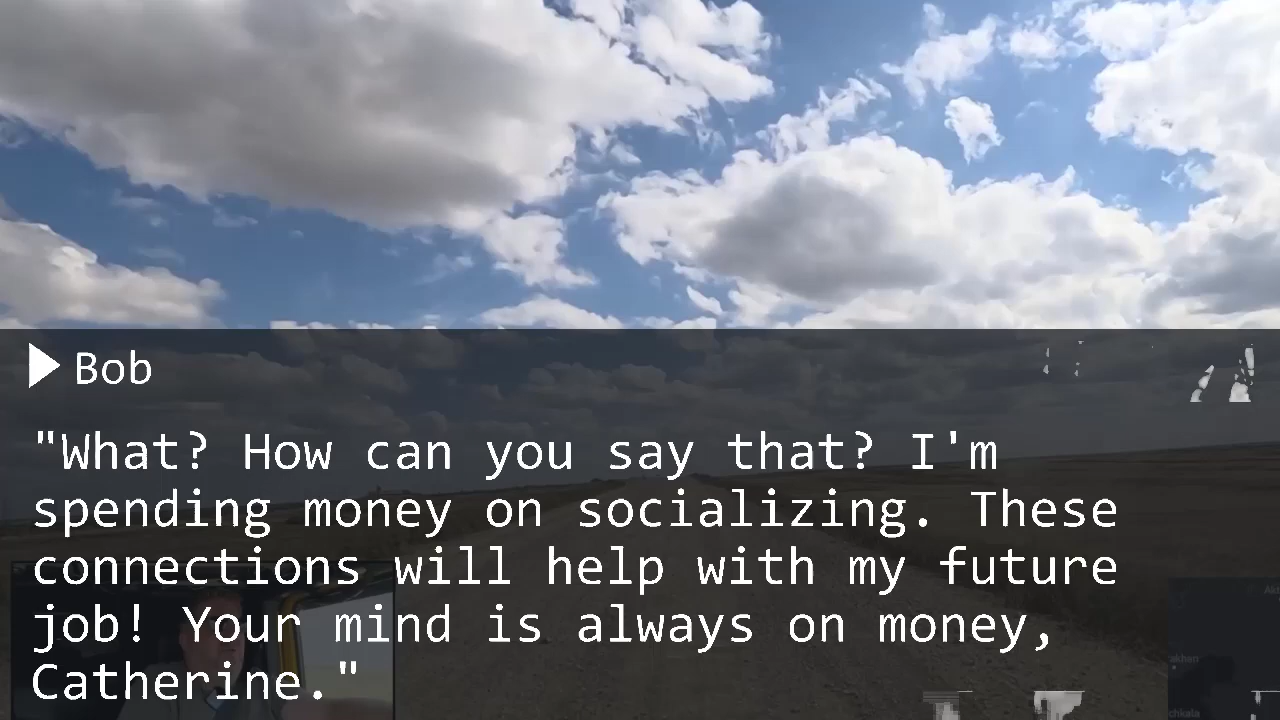 Bob
"What? How can you say that? I'm
spending money on socializing. These
connections will help with my future
job! Your mind is always on money,
Catherine."